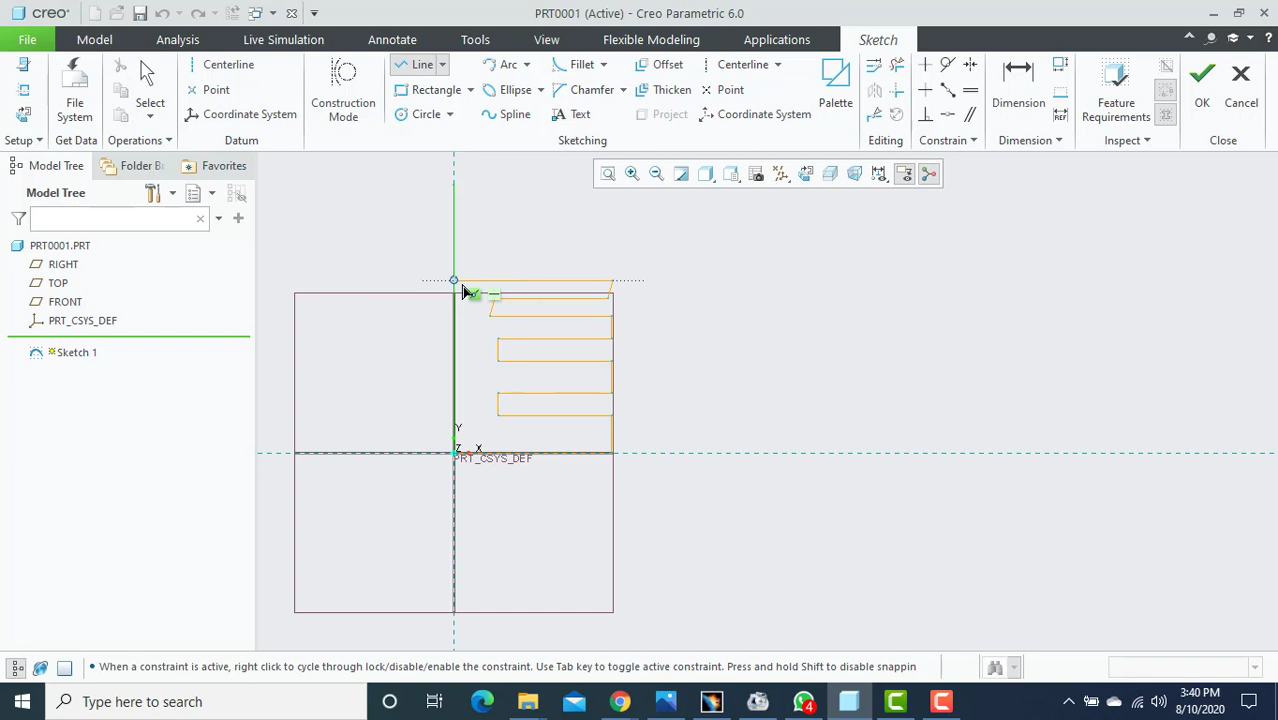 creo
PRT0001 (Active) - Creo Parametric 6.0
File Model Analysis Live Simulation Annotate Tools View Flexible Modeling Applications Sketch
File System
Select
Centerline
Point
Coordinate System
Construction Mode
Line
Rectangle
Circle
Arc
Ellipse
Spline
Fillet
Chamfer
Text
Offset
Thicken
Project
Centerline
Point
Coordinate System
Palette
Dimension
Feature Requirements
OK
Cancel
Setup Get Data Operations Datum Sketching Editing Constrain Dimension Inspect Close
Model Tree Folder Br Favorites
Model Tree
PRT0001.PRT
RIGHT
TOP
FRONT
PRT_CSYS_DEF
Sketch 1
Y
Z X
PRT_CSYS_DEF
• When a constraint is active, right click to cycle through lock/disable/enable the constraint. Use Tab key to toggle active constraint. Press and hold Shift to disable snappin
Type here to search
4
3:40 PM
8/10/2020